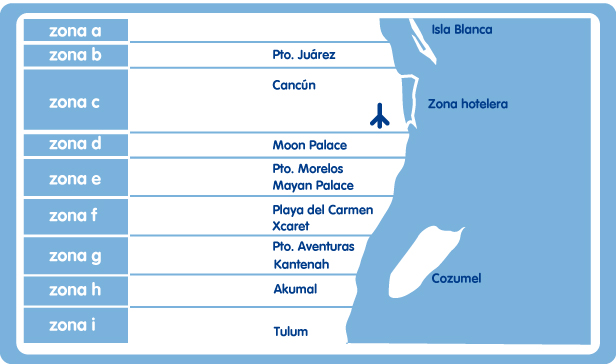 zona a
Isla Blanca
zona b
Pto. Juárez
zona c
Cancún
Zona hotelera
zona d
Moon Palace
zona e
Pto. Morelos
Mayan Palace
zona f
Playa del Carmen
Xcaret
zona g
Pto. Aventuras
Kantenah
zona h
Akumal
Cozumel
zona i
Tulum